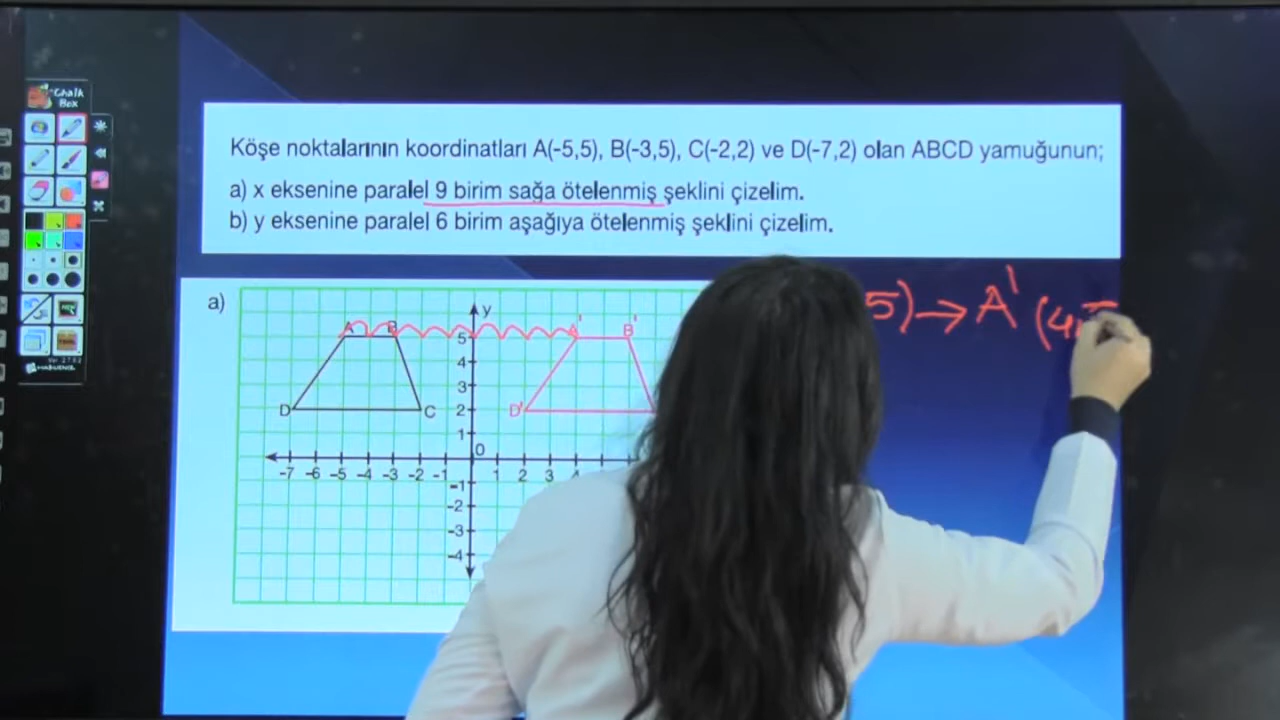 Chalk
Box
Köşe noktalarının koordinatları A(-5,5), B(-3,5), C(-2,2) ve D(-7,2) olan ABCD yamuğunun;
a) x eksenine paralel 9 birim sağa ötelenmiş şeklini çizelim.
b) y eksenine paralel 6 birim aşağıya ötelenmiş şeklini çizelim.
a)
y
5) → A' (4,5
A B A' B'
5
4
3
D C 2 D'
1
0
-7 -6 -5 -4 -3 -2 -1 1 2 3 4
-1
-2
-3
-4